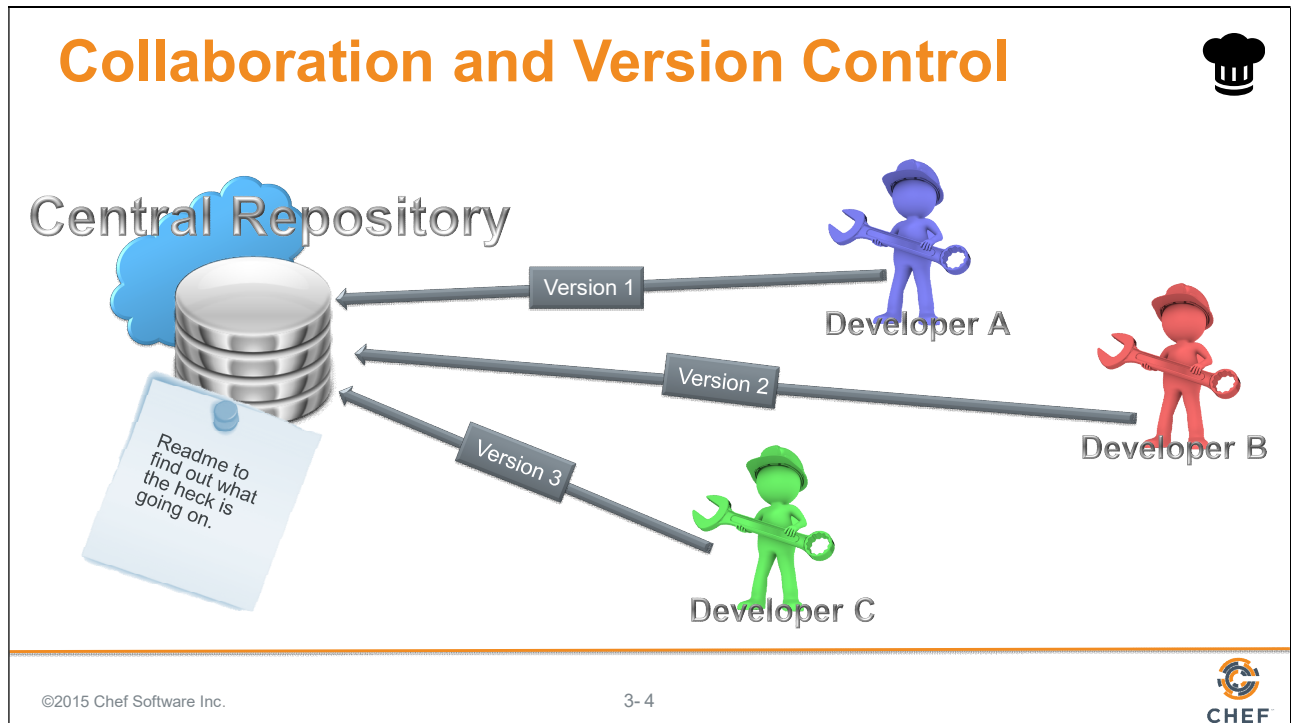 Collaboration and Version Control
Central Repository
Version 1
Developer A
Version 2
Developer B
Version 3
Readme to
find out what
the heck is
going on.
Developer C
©2015 Chef Software Inc.
3- 4
CHEF